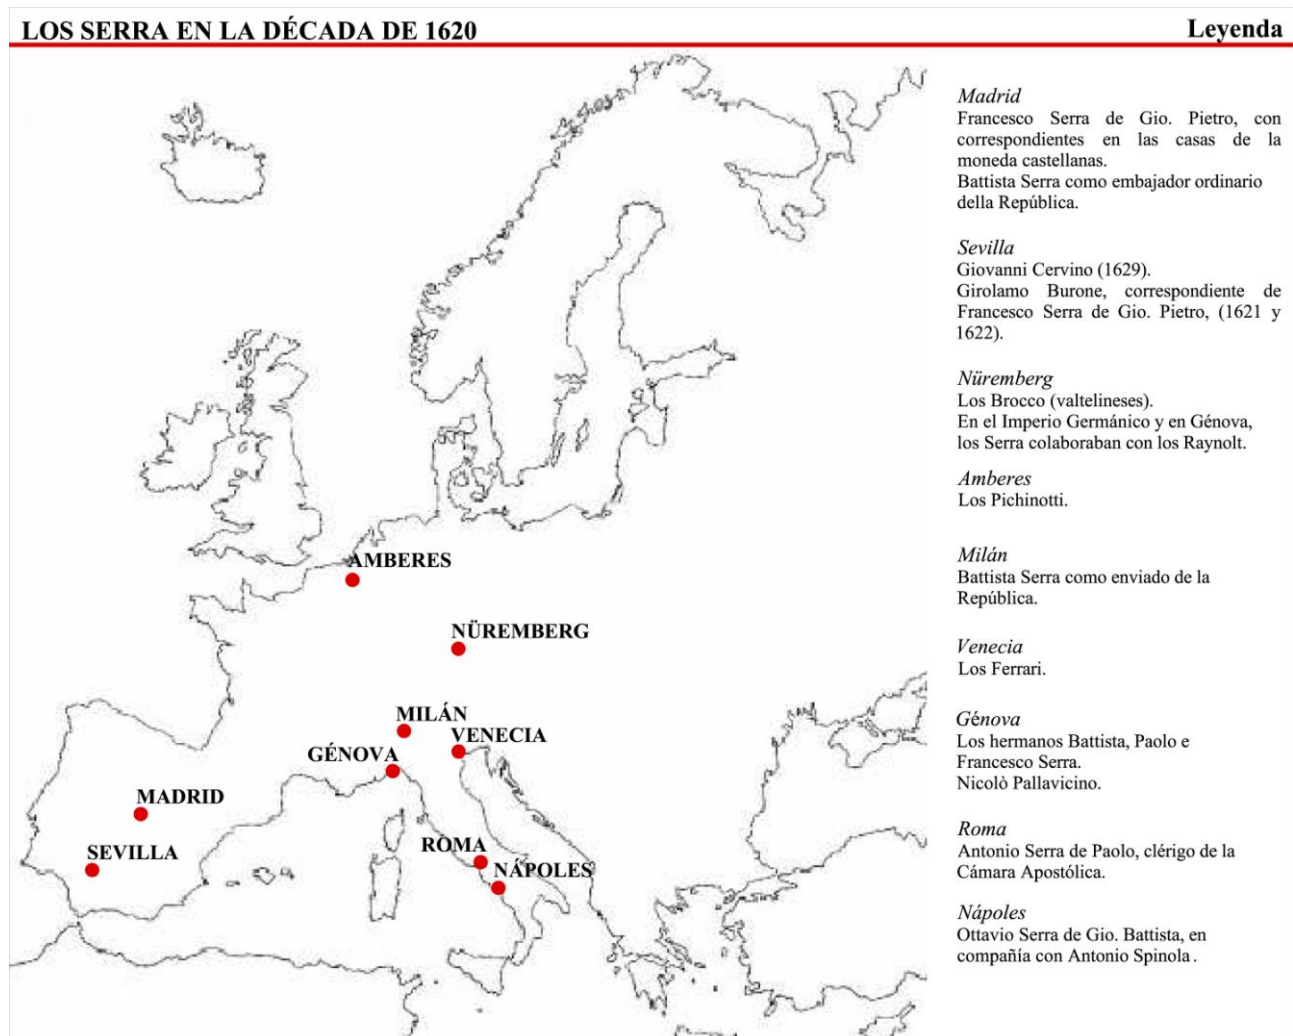 LOS SERRA EN LA DÉCADA DE 1620
Leyenda
Madrid
Francesco Serra de Gio. Pietro, con
correspondientes en las casas de la
moneda castellanas.
Battista Serra como embajador ordinario
della República.
Sevilla
Giovanni Cervino (1629).
Girolamo Burone, correspondiente de
Francesco Serra de Gio. Pietro, (1621 y
1622).
Nüremberg
Los Brocco (valtelineses).
En el Imperio Germánico y en Génova,
los Serra colaboraban con los Raynolt.
Amberes
Los Pichinotti.
Milán
Battista Serra como enviado de la
República.
Venecia
Los Ferrari.
Génova
Los hermanos Battista, Paolo e
Francesco Serra.
Nicolò Pallavicino.
Roma
Antonio Serra de Paolo, clérigo de la
Cámara Apostólica.
Nápoles
Ottavio Serra de Gio. Battista, en
compañía con Antonio Spinola .
AMBERES
NÜREMBERG
MILÁN
VENECIA
GÉNOVA
MADRID
SEVILLA
ROMA
NÁPOLES